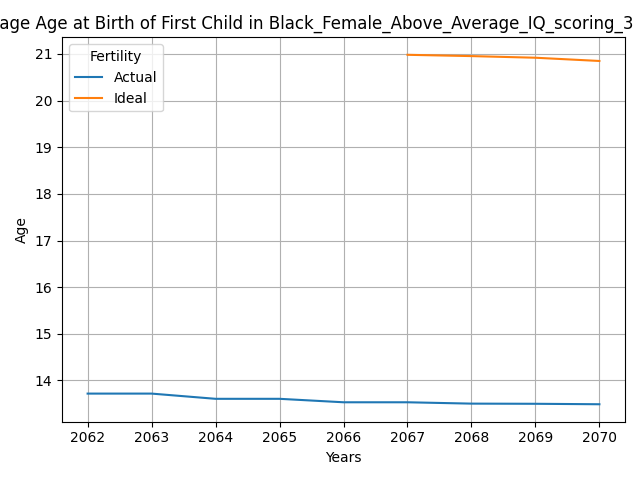 age Age at Birth of First Child in Black_Female_Above_Average_IQ_scoring_3
Fertility
Actual
Ideal
21
20
19
18
17
16
15
14
Age
2062 2063 2064 2065 2066 2067 2068 2069 2070
Years